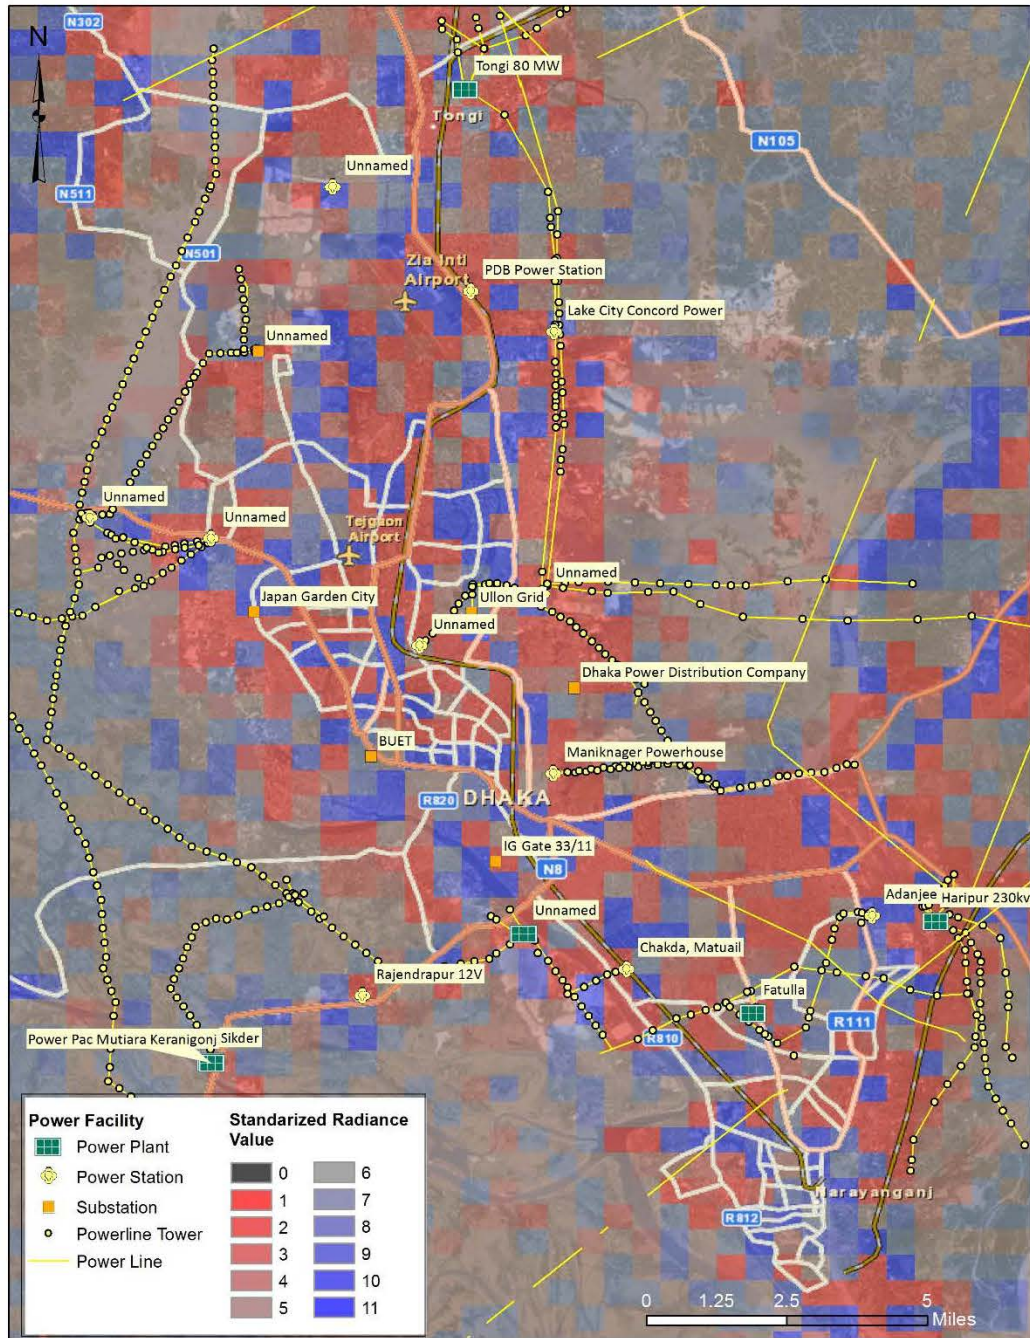 N302
N
Tongi 80 MW
Tongi
N105
Unnamed
N511
N501
Zia Intl
Airport
PDB Power Station
Lake City Concord Power
Unnamed
Unnamed
Unnamed
Tejgaon
Airport
Unnamed
Japan Garden City
Ullon Grid
Unnamed
Dhaka Power Distribution Company
BUET
Maniknager Powerhouse
R820
DHAKA
IG Gate 33/11
N8
Adanjee
Haripur 230kv
Unnamed
Chakda, Matuail
Rajendrapur 12V
Fatulla
R111
Power Pac Mutiara Keranigonj Sikder
R810
Narayanganj
R812
Power Facility
Power Plant
Power Station
Substation
Powerline Tower
Power Line
Standarized Radiance
Value
0
1
2
3
4
5
6
7
8
9
10
11
0 1.25 2.5 5
Miles